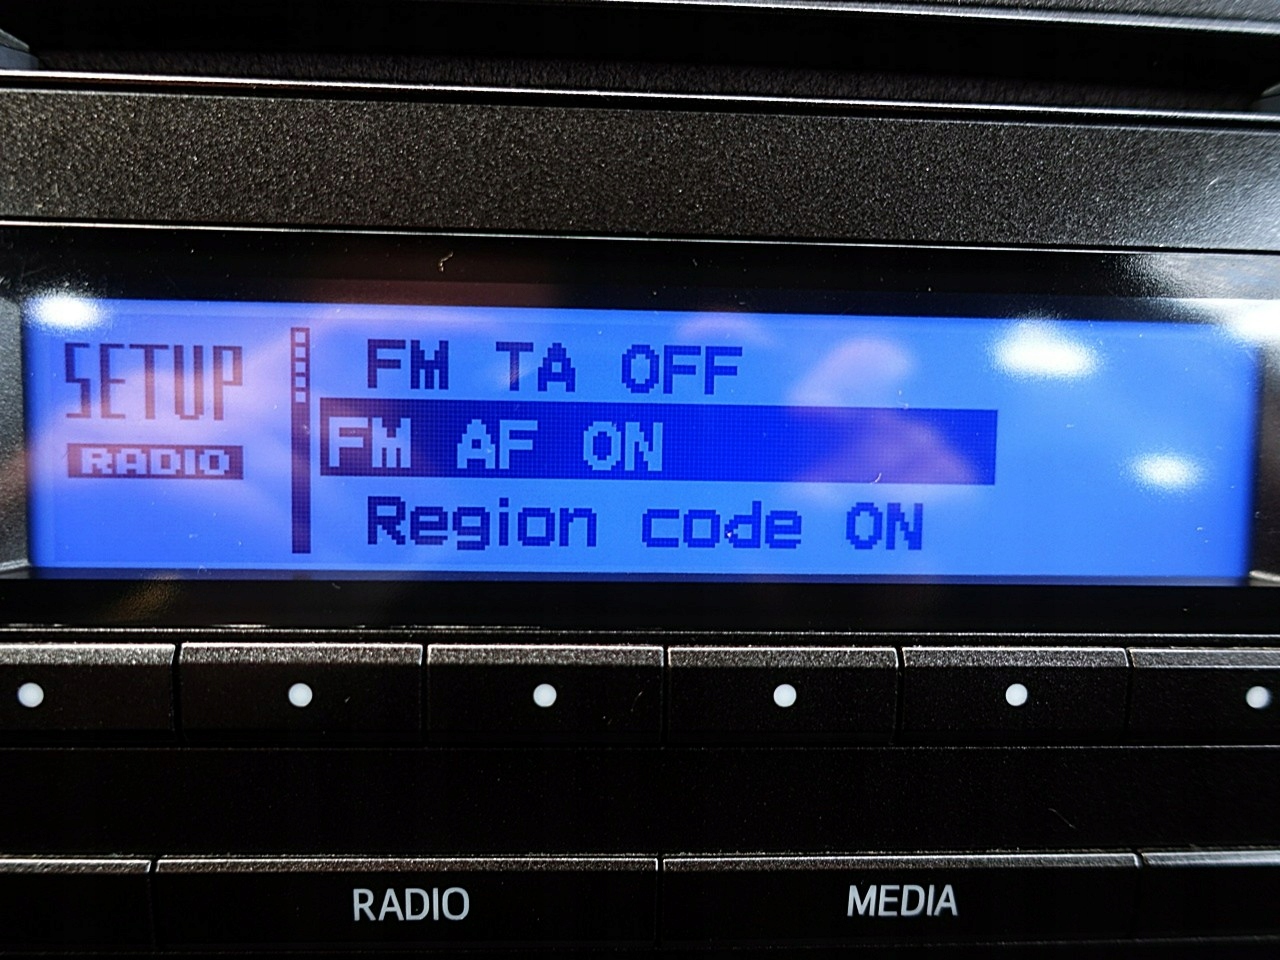 SETUP
RADIO
FM TA OFF
FM AF ON
Region code ON
RADIO
MEDIA